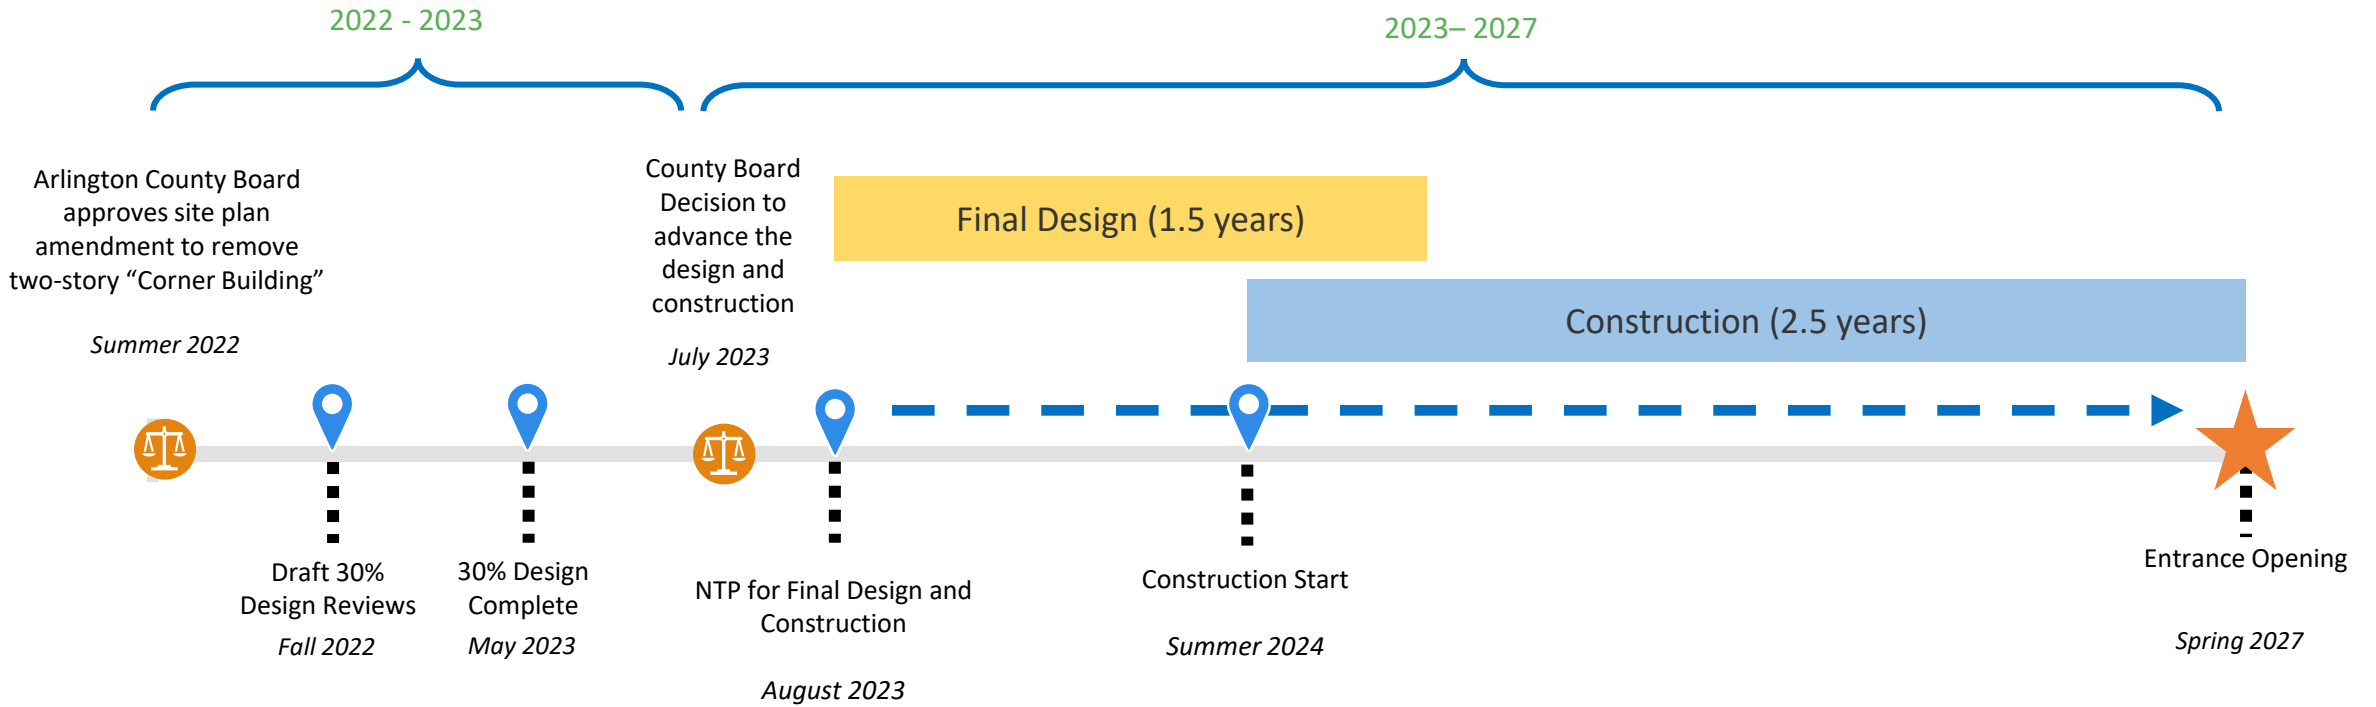 2022 - 2023
2023– 2027
Arlington County Board
approves site plan
amendment to remove
two-story “Corner Building”
Summer 2022
County Board
Decision to
advance the
design and
construction
July 2023
Final Design (1.5 years)
Construction (2.5 years)
Draft 30%
Design Reviews
Fall 2022
30% Design
Complete
May 2023
NTP for Final Design and
Construction
August 2023
Construction Start
Summer 2024
Entrance Opening
Spring 2027